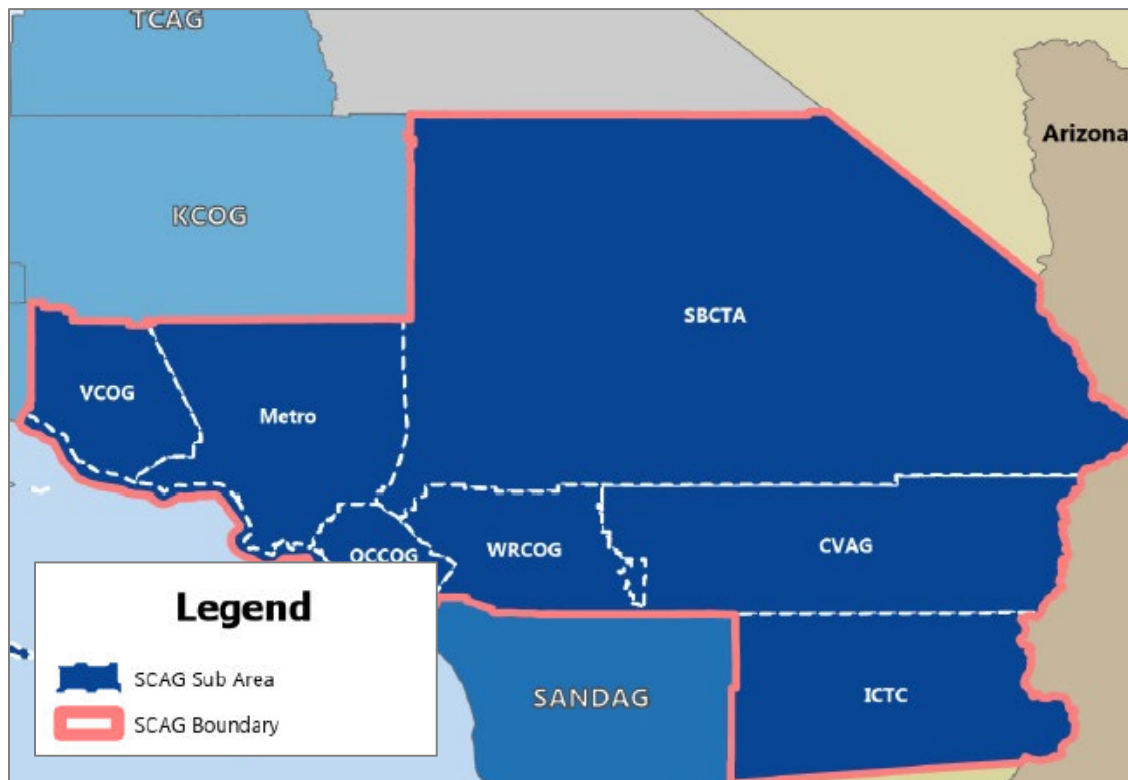 TCAG
Arizona
KCOG
SBCTA
VCOG
Metro
OCCOG
WRCOG
CVAG
Legend
SCAG Sub Area
SCAG Boundary
SANDAG
ICTC